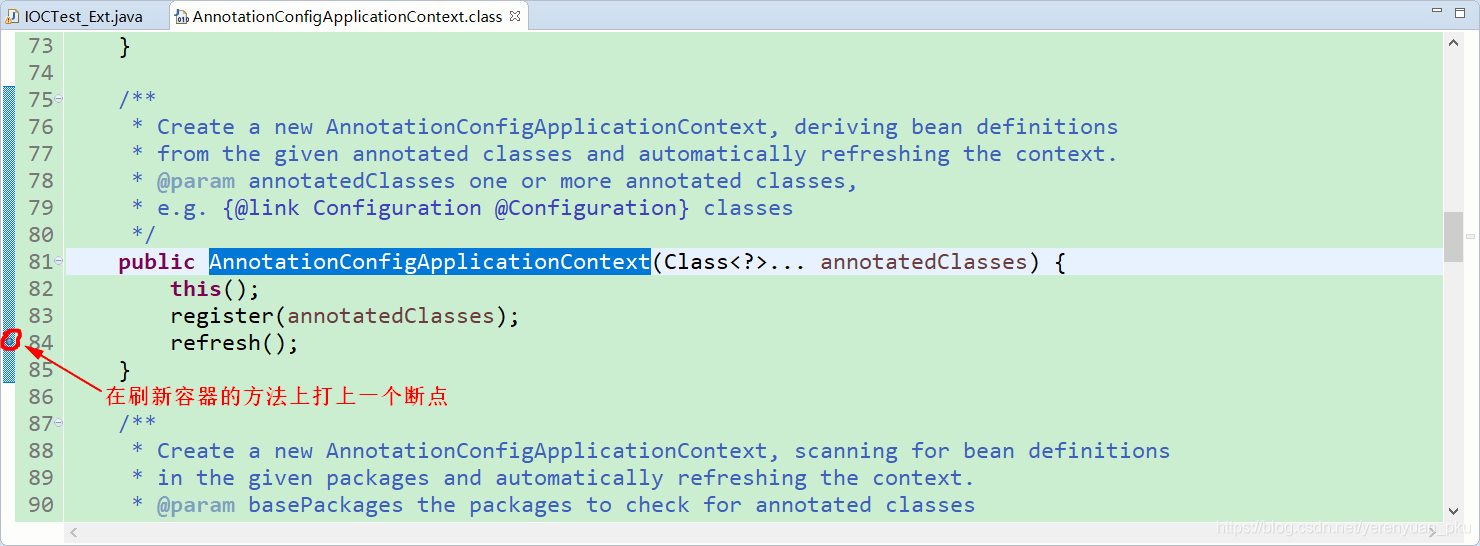 IOCTest_Ext.java AnnotationConfigApplicationContext.class
73 }
74
75 /**
76 * Create a new AnnotationConfigApplicationContext, deriving bean definitions
77 * from the given annotated classes and automatically refreshing the context.
78 * @param annotatedClasses one or more annotated classes,
79 * e.g. {@link Configuration @Configuration} classes
80 */
81 public AnnotationConfigApplicationContext(Class<?>... annotatedClasses) {
82 this();
83 register(annotatedClasses);
84 refresh();
85 }
在刷新容器的方法上打上一个断点
86
87 /**
88 * Create a new AnnotationConfigApplicationContext, scanning for bean definitions
89 * in the given packages and automatically refreshing the context.
90 * @param basePackages the packages to check for annotated classes
https://blog.csdn.net/yerenyuan_pku